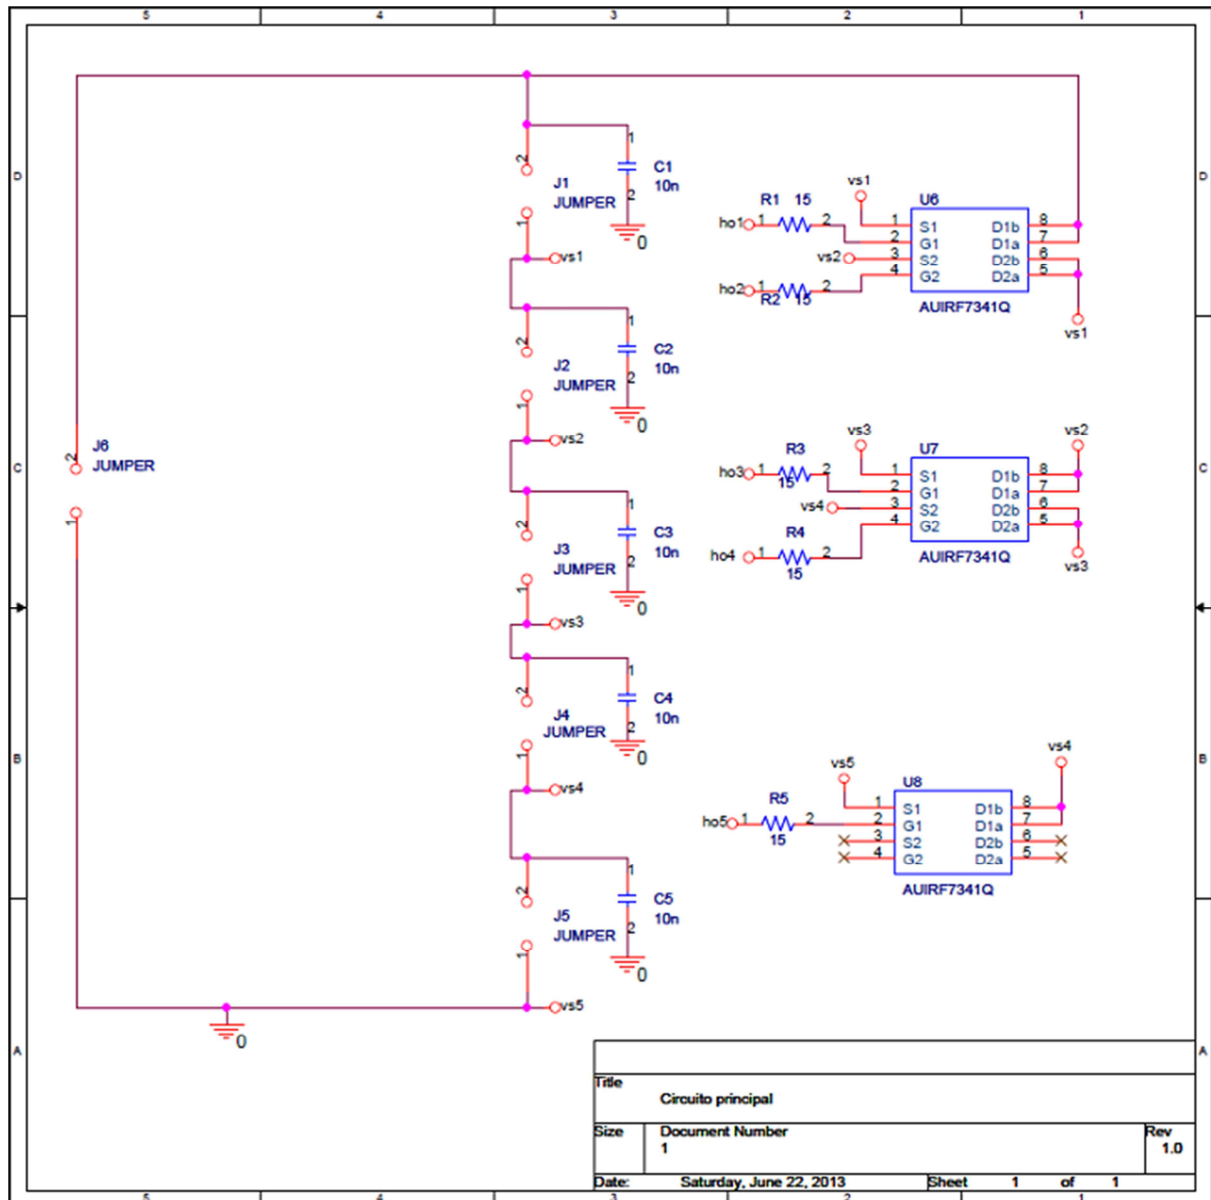 5 4 3 2 1
D D
C C
B B
A A
2
J1
JUMPER
1
vs1
1
C1
10n
2
0
2
J2
JUMPER
1
vs2
1
C2
10n
2
0
2
J3
JUMPER
1
vs3
1
C3
10n
2
0
2
J4
JUMPER
1
vs4
1
C4
10n
2
0
2
J5
JUMPER
1
vs5
1
C5
10n
2
0
2
J6
JUMPER
1
0
vs1
R1 15
ho1 1 2
vs2
ho2 1 2
R2 15
U6
1 S1 D1b 8
2 G1 D1a 7
3 S2 D2b 6
4 G2 D2a 5
AUIRF7341Q
vs1
vs3
vs2
R3
ho3 1 2
15
vs4
R4
ho4 1 2
15
U7
1 S1 D1b 8
2 G1 D1a 7
3 S2 D2b 6
4 G2 D2a 5
AUIRF7341Q
vs3
vs4
vs5
R5
ho5 1 2
15
U8
1 S1 D1b 8
2 G1 D1a 7
3 S2 D2b 6
4 G2 D2a 5
AUIRF7341Q
Title
Circuito principal
Size Document Number Rev
1 1.0
Date: Saturday, June 22, 2013 Sheet 1 of 1
5 4 3 2 1